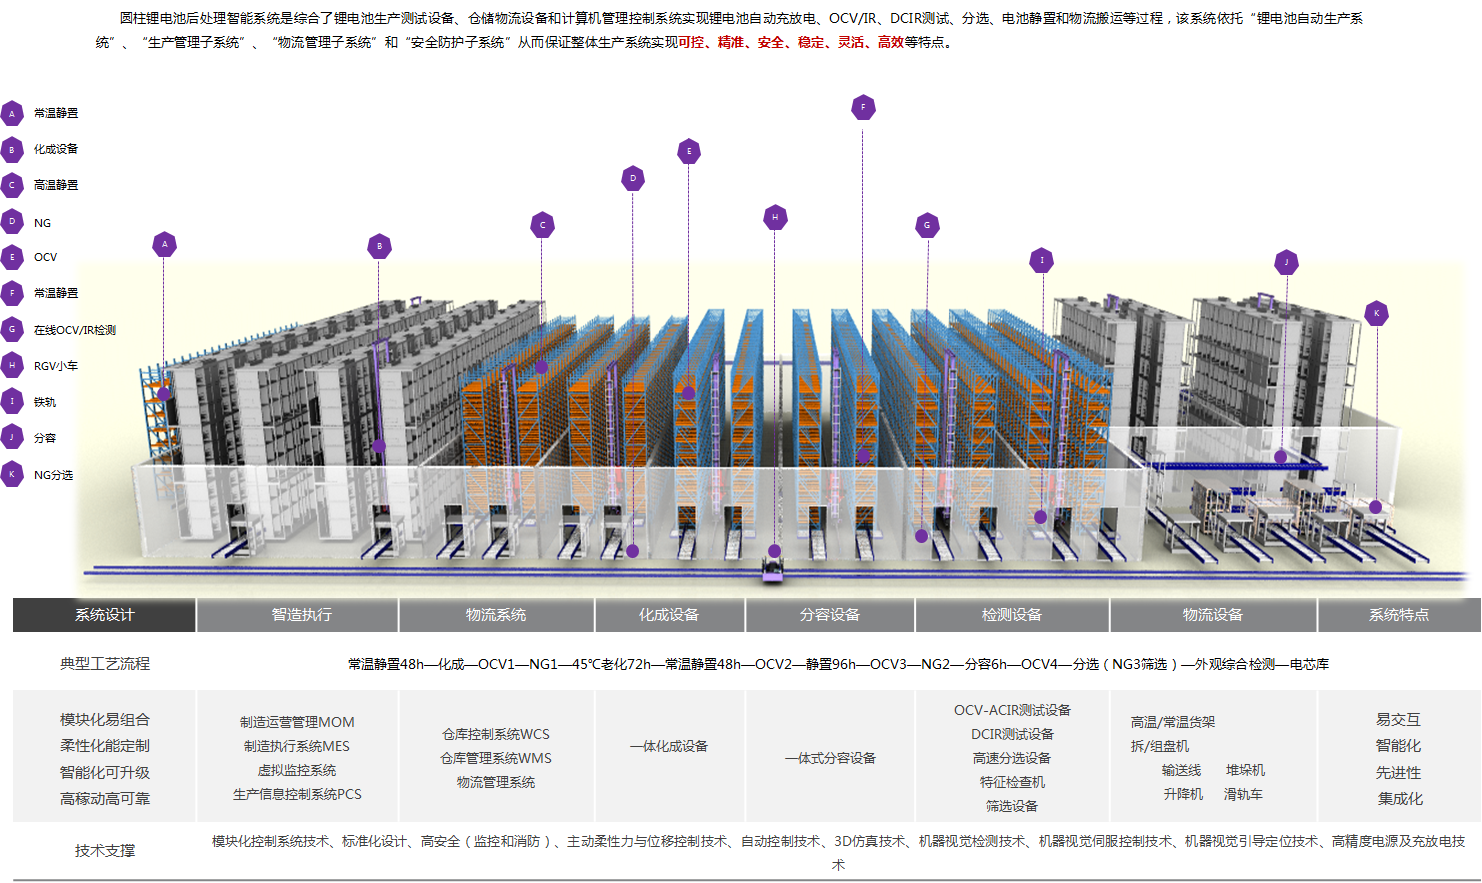 圆柱锂电池后处理智能系统是综合了锂电池生产测试设备、仓储物流设备和计算机管理控制系统实现锂电池自动充放电、OCV/IR、DCIR测试、分选、电池静置和物流搬运等过程，该系统依托“锂电池自动生产系
统”、“生产管理子系统”、“物流管理子系统”和“安全防护子系统”从而保证整体生产系统实现可控、精准、安全、稳定、灵活、高效等特点。
A 常温静置
B 化成设备
C 高温静置
D NG
E OCV
F 常温静置
G 在线OCV/IR检测
H RGV小车
I 铁轨
J 分容
K NG分选
A
B
C
D
E
H
F
G
I
J
K
系统设计 智造执行 物流系统 化成设备 分容设备 检测设备 物流设备 系统特点
典型工艺流程
常温静置48h—化成—OCV1—NG1—45℃老化72h—常温静置48h—OCV2—静置96h—OCV3—NG2—分容6h—OCV4—分选（NG3筛选）—外观综合检测—电芯库
模块化易组合
柔性化能定制
智能化可升级
高稼动高可靠
制造运营管理MOM
制造执行系统MES
虚拟监控系统
生产信息控制系统PCS
仓库控制系统WCS
仓库管理系统WMS
物流管理系统
一体化成设备
一体式分容设备
OCV-ACIR测试设备
DCIR测试设备
高速分选设备
特征检查机
筛选设备
高温/常温货架
拆/组盘机
输送线 堆垛机
升降机 滑轨车
易交互
智能化
先进性
集成化
技术支撑
模块化控制系统技术、标准化设计、高安全（监控和消防）、主动柔性力与位移控制技术、自动控制技术、3D仿真技术、机器视觉检测技术、机器视觉伺服控制技术、机器视觉引导定位技术、高精度电源及充放电技
术